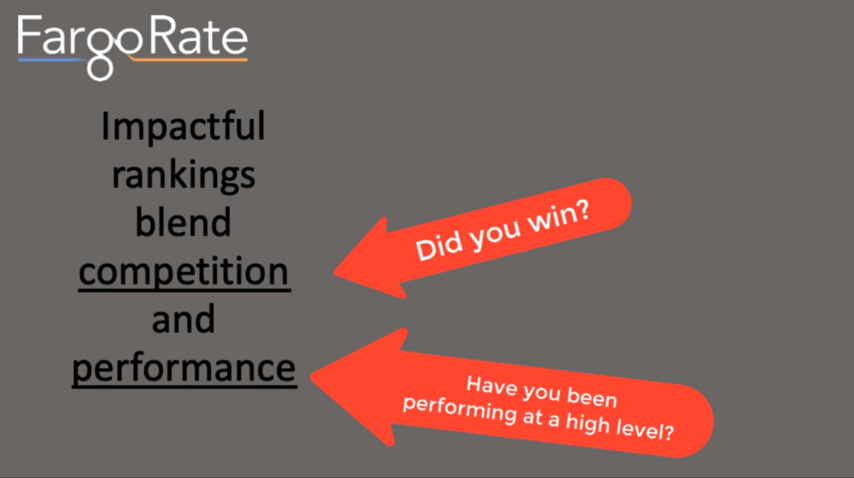 FargoRate
Impactful
rankings
blend
competition
and
performance
Did you win?
Have you been
performing at a high level?